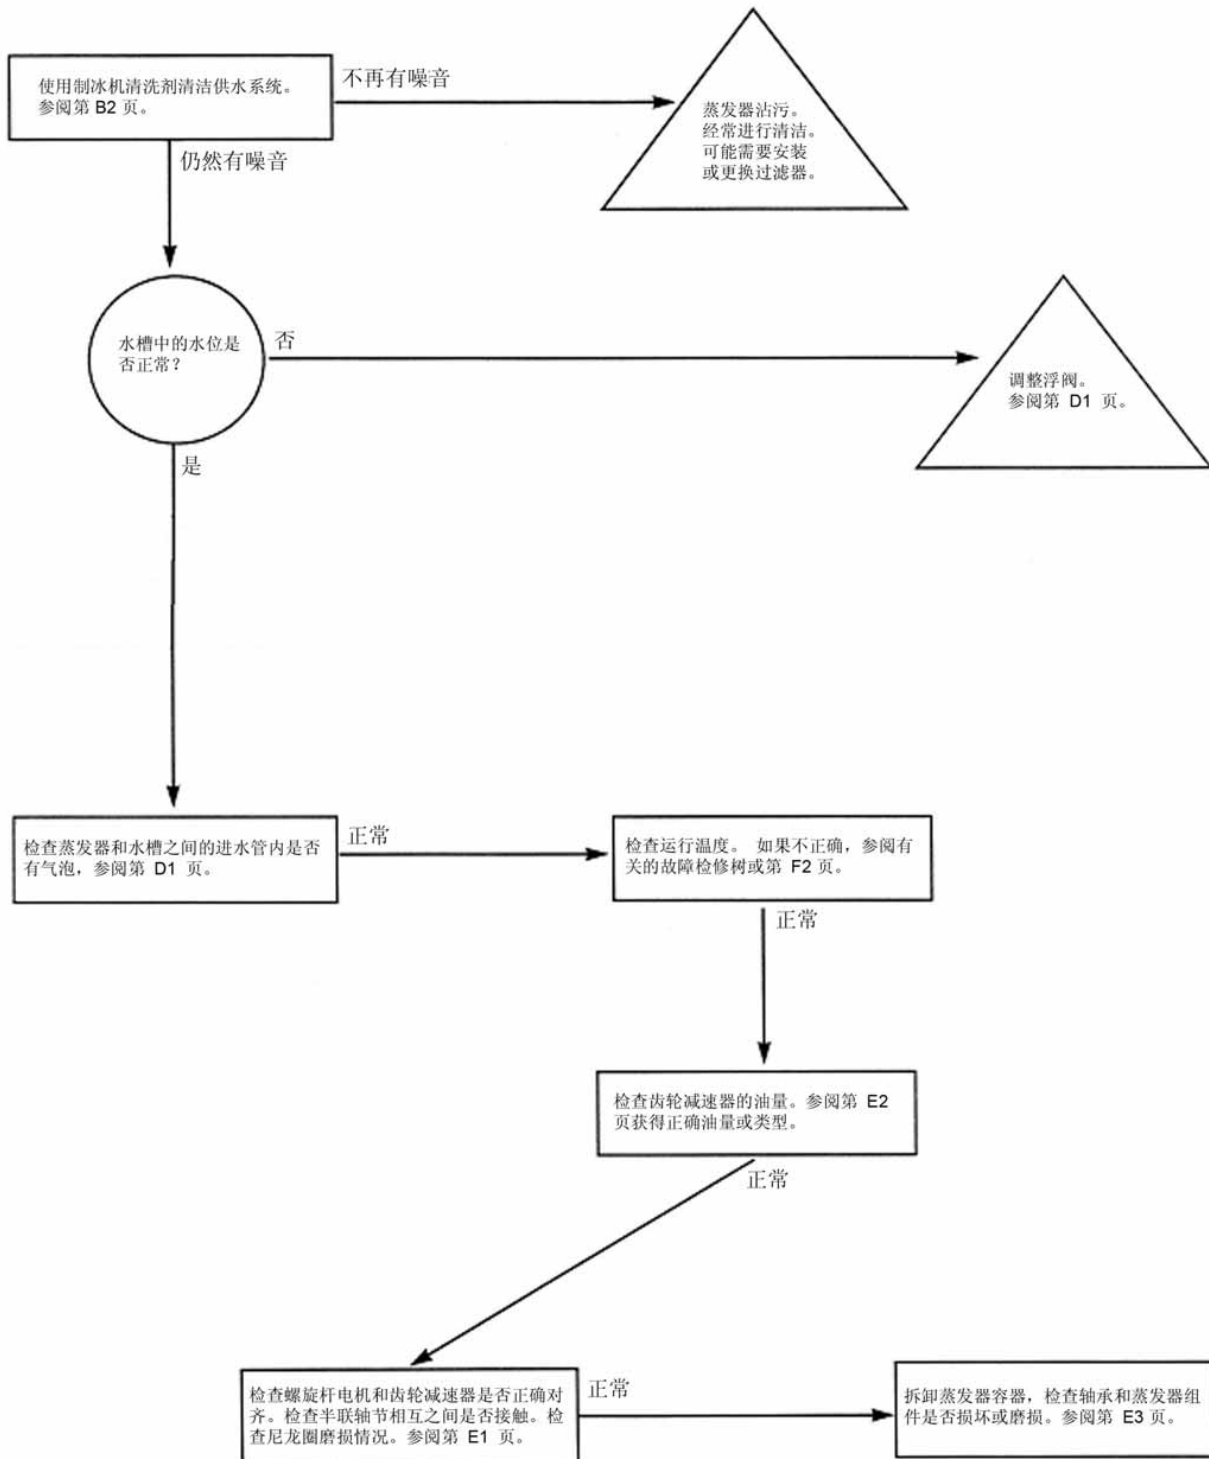 使用制冰机清洗剂清洁供水系统。
参阅第 B2 页。
不再有噪音
蒸发器沾污。
经常进行清洁。
可能需要安装
或更换过滤器。
仍然有噪音
水槽中的水位是
否正常？
否
调整浮阀。
参阅第 D1 页。
是
检查蒸发器和水槽之间的进水管内是否
有气泡，参阅第 D1 页。
正常
检查运行温度。 如果不正确，参阅有
关的故障检修树或第 F2 页。
正常
检查齿轮减速器的油量。参阅第 E2
页获得正确油量或类型。
正常
检查螺旋杆电机和齿轮减速器是否正确对
齐。检查半联轴节相互之间是否接触。检
查尼龙圈磨损情况。参阅第 E1 页。
正常
拆卸蒸发器容器，检查轴承和蒸发器组
件是否损坏或磨损。参阅第 E3 页。